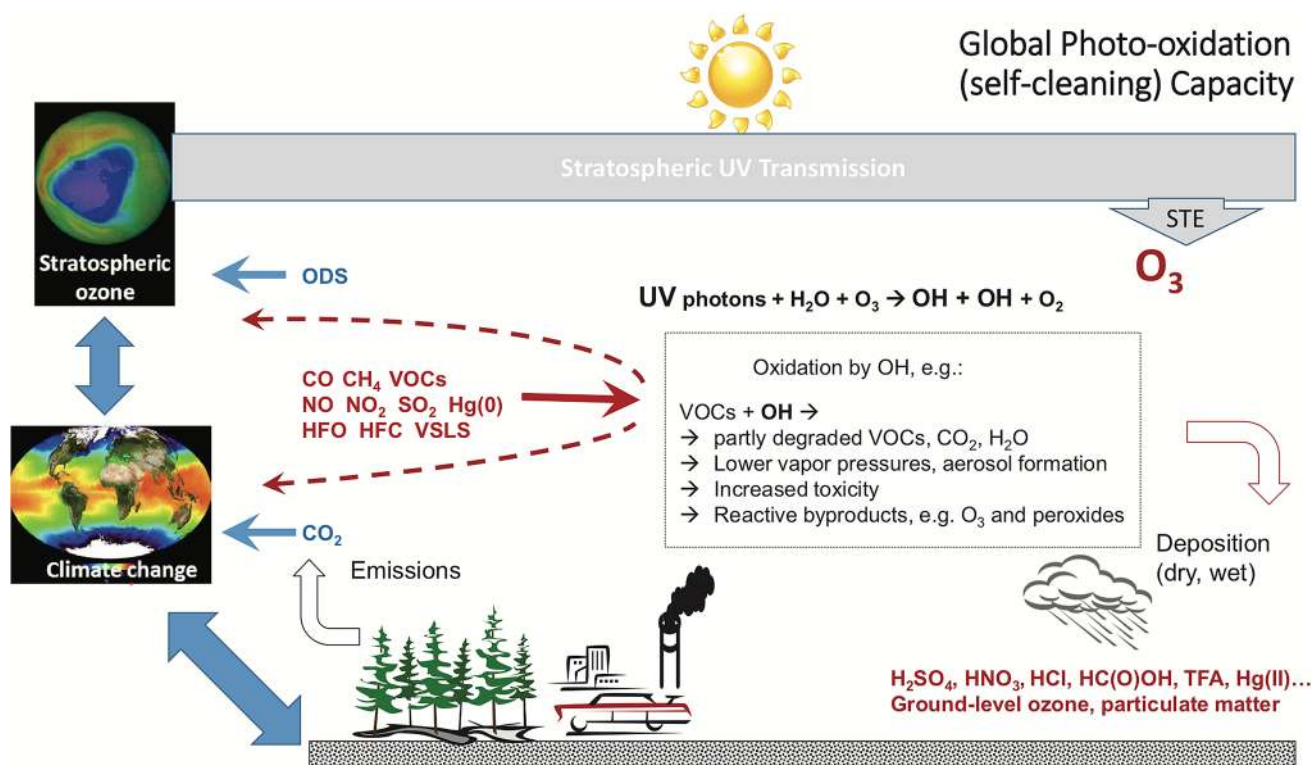 Global Photo-oxidation
(self-cleaning) Capacity
Stratospheric UV Transmission
STE
O₃
Stratospheric
ozone
ODS
UV photons + H₂O + O₃ → OH + OH + O₂
Oxidation by OH, e.g.:
VOCs + OH →
→ partly degraded VOCs, CO₂, H₂O
→ Lower vapor pressures, aerosol formation
→ Increased toxicity
→ Reactive byproducts, e.g. O₃ and peroxides
CO CH₄ VOCs
NO NO₂ SO₂ Hg(0)
HFO HFC VSLS
CO₂
Climate change
Emissions
Deposition
(dry, wet)
H₂SO₄, HNO₃, HCl, HC(O)OH, TFA, Hg(II)...
Ground-level ozone, particulate matter